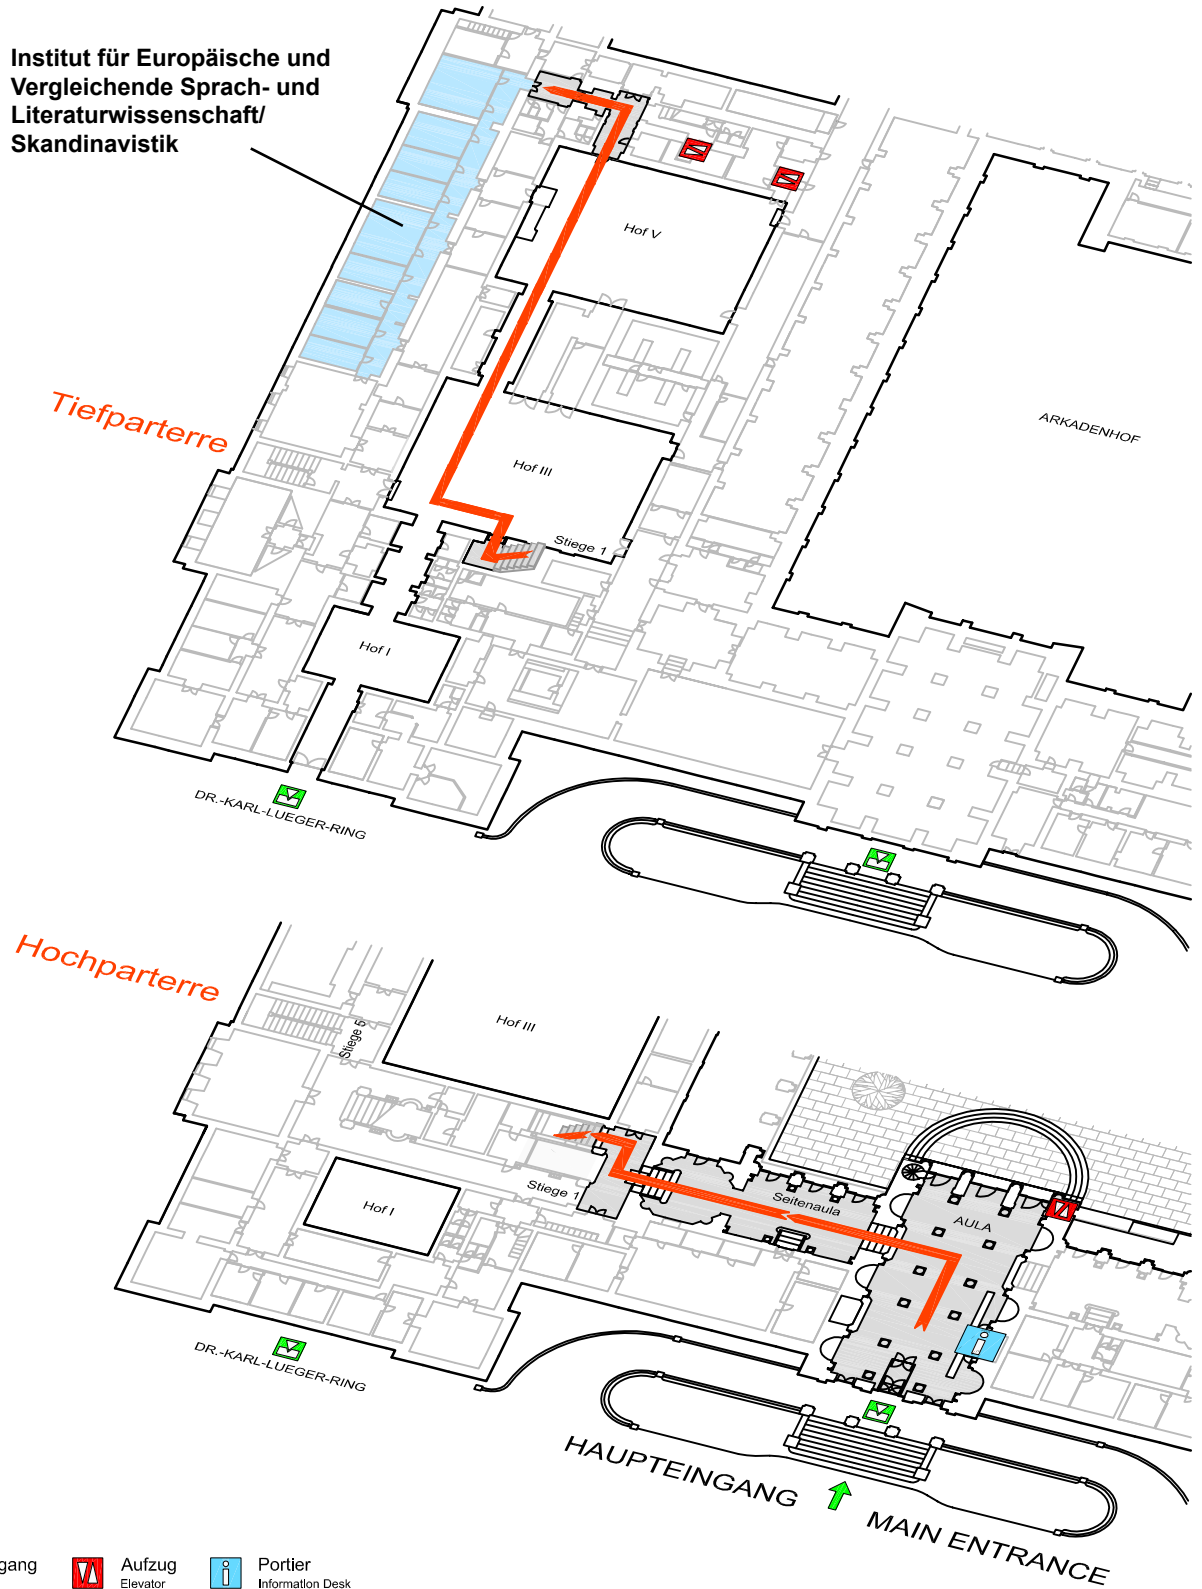 Institut für Europäische und
Vergleichende Sprach- und
Literaturwissenschaft/
Skandinavistik
Hof V
Tiefparterre
ARKADENHOF
Hof III
Stiege 1
Hof I
DR.-KARL-LUEGER-RING
Hochparterre
Hof III
Stiege 5
Stiege 1
Seitenaula
Hof I
AULA
i
DR.-KARL-LUEGER-RING
HAUPTEINGANG
MAIN ENTRANCE
gang
Aufzug
Elevator
i
Portier
Information Desk